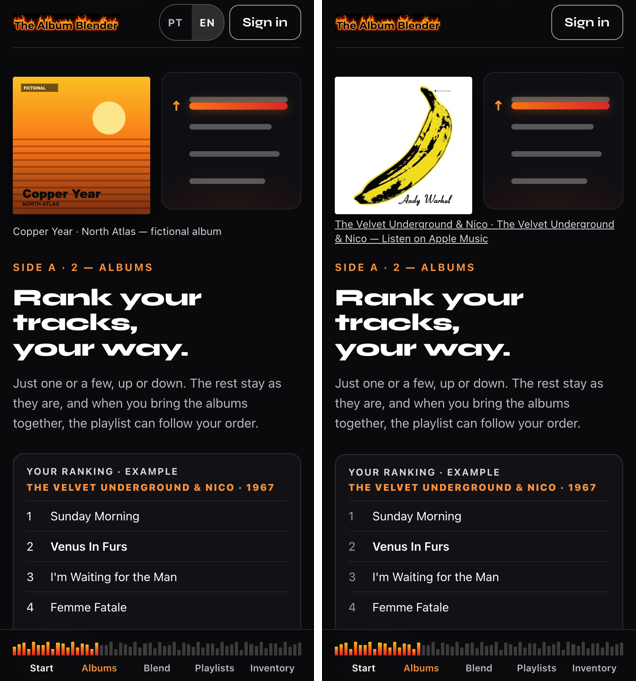 The Album Blender
PT
EN
Sign in
FICTIONAL
Copper Year
NORTH ATLAS
Copper Year · North Atlas — fictional album
SIDE A · 2 — ALBUMS
Rank your
tracks,
your way.
Just one or a few, up or down. The rest stay as
they are, and when you bring the albums
together, the playlist can follow your order.
YOUR RANKING · EXAMPLE
THE VELVET UNDERGROUND & NICO · 1967
1 Sunday Morning
2 Venus In Furs
3 I'm Waiting for the Man
4 Femme Fatale
Start
Albums
Blend
Playlists
Inventory
The Album Blender
Sign in
Andy Warhol
The Velvet Underground & Nico · The Velvet Underground
& Nico — Listen on Apple Music
SIDE A · 2 — ALBUMS
Rank your
tracks,
your way.
Just one or a few, up or down. The rest stay as
they are, and when you bring the albums
together, the playlist can follow your order.
YOUR RANKING · EXAMPLE
THE VELVET UNDERGROUND & NICO · 1967
1 Sunday Morning
2 Venus In Furs
3 I'm Waiting for the Man
4 Femme Fatale
Start
Albums
Blend
Playlists
Inventory